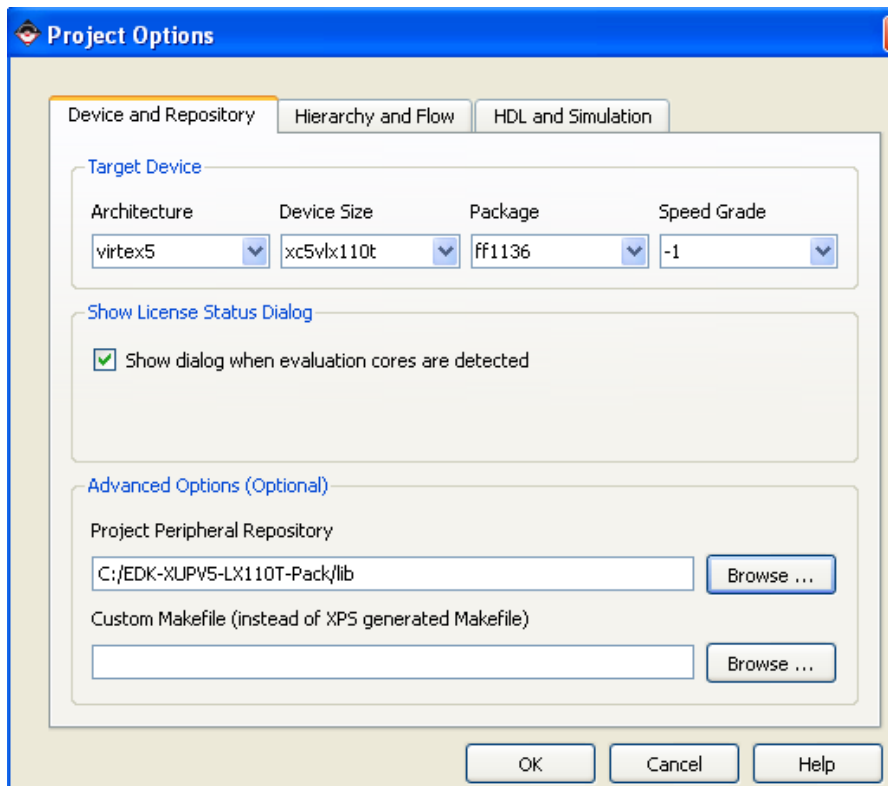 Project Options
Device and Repository Hierarchy and Flow HDL and Simulation
Target Device
Architecture Device Size Package Speed Grade
virtex5 xc5vlx110t ff1136 -1
Show License Status Dialog
Show dialog when evaluation cores are detected
Advanced Options (Optional)
Project Peripheral Repository
C:/EDK-XUPV5-LX110T-Pack/lib Browse ...
Custom Makefile (instead of XPS generated Makefile)
Browse ...
OK Cancel Help